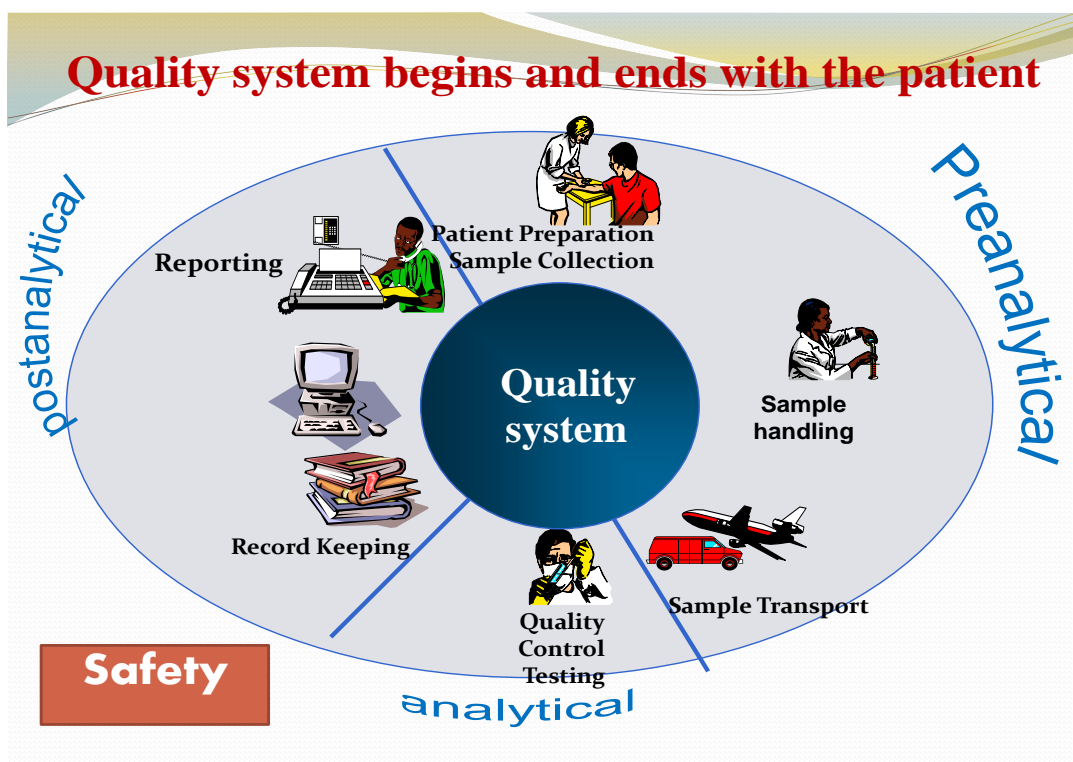 Quality system begins and ends with the patient
Preanalytical
postanalytical
Patient Preparation
Sample Collection
Reporting
Quality
system
Sample
handling
Record Keeping
Sample Transport
Quality
Control
Testing
Safety
analytical